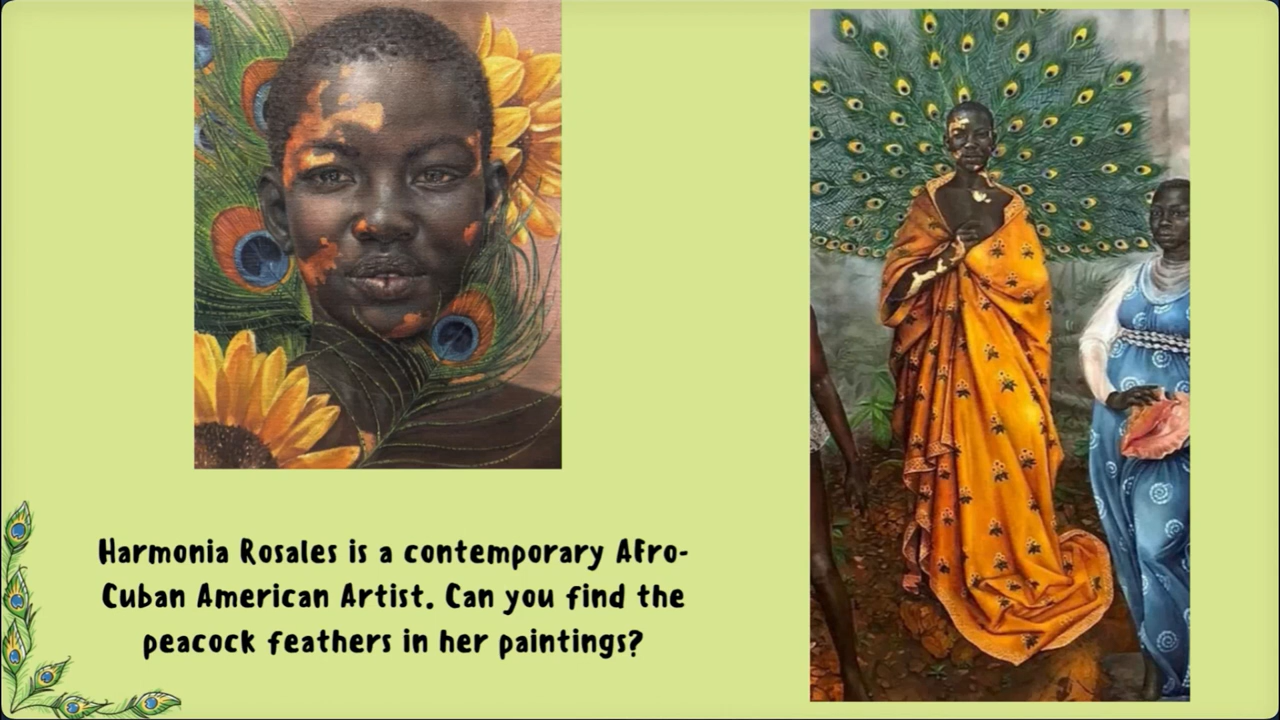 Harmonia Rosales is a contemporary Afro-
Cuban American Artist. Can you find the
peacock feathers in her paintings?